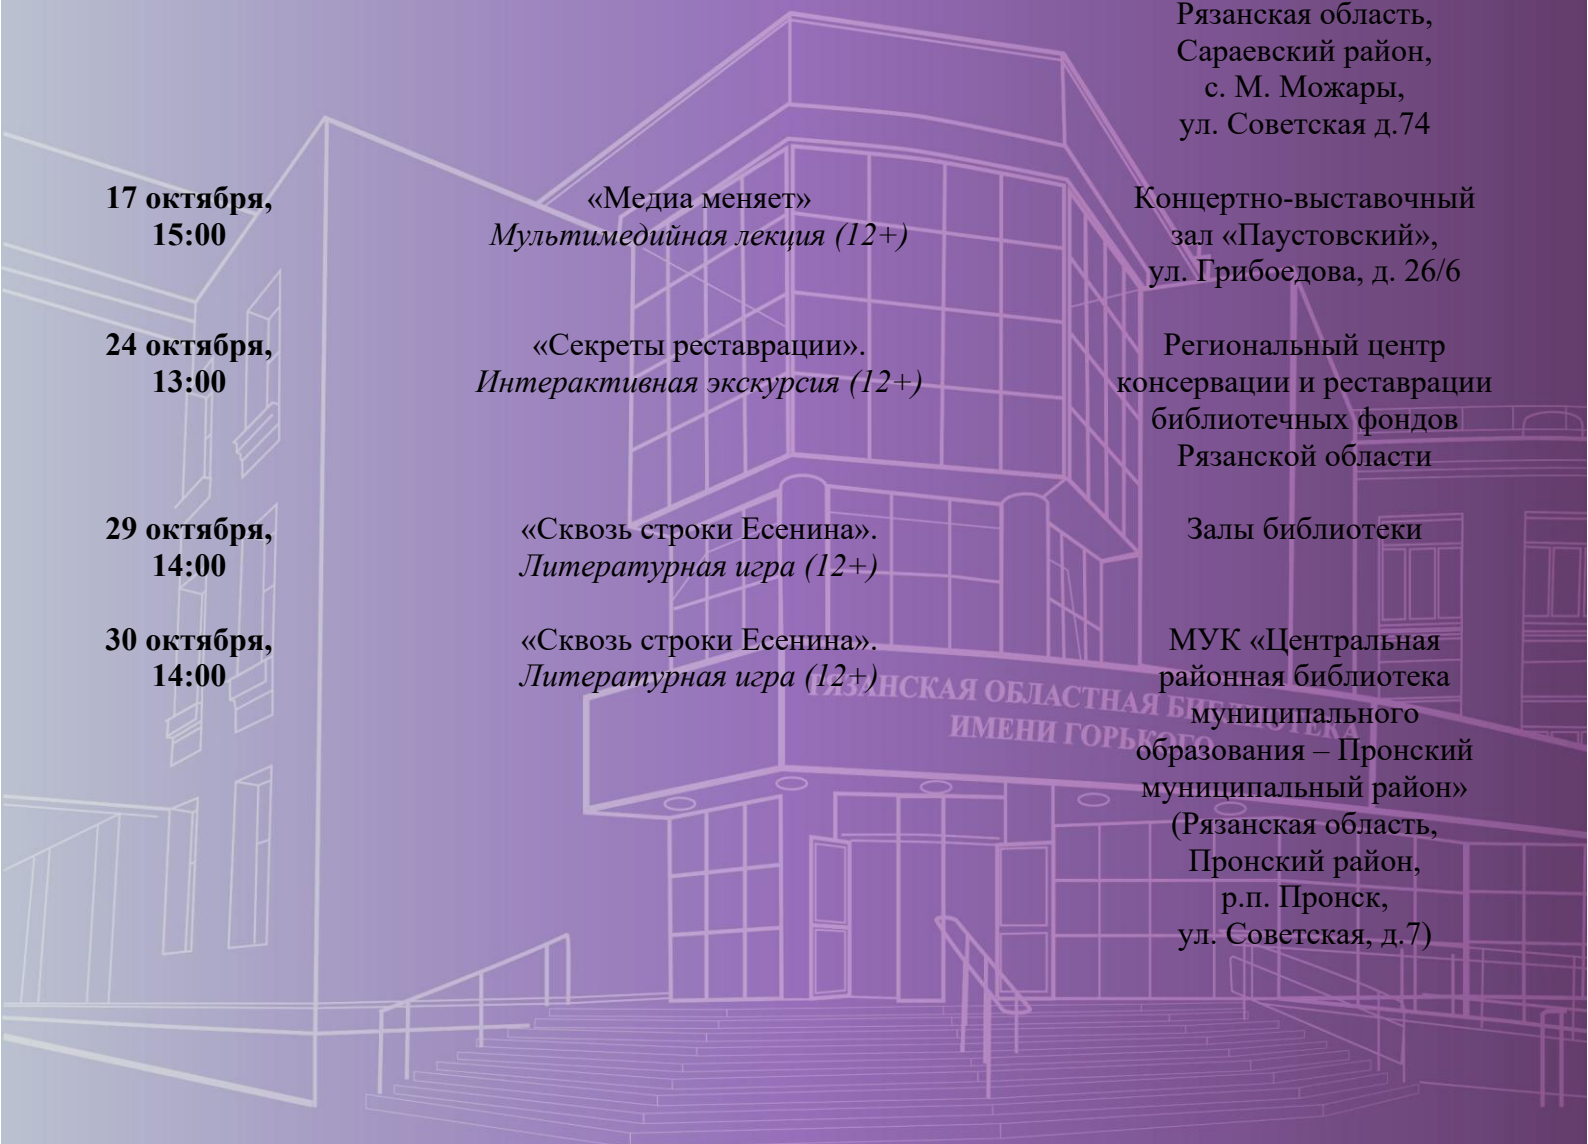 Рязанская область,
Сараевский район,
с. М. Можары,
ул. Советская д.74
17 октября,
15:00
«Медиа меняет»
Мультимедийная лекция (12+)
Концертно-выставочный
зал «Паустовский»,
ул. Грибоедова, д. 26/6
24 октября,
13:00
«Секреты реставрации».
Интерактивная экскурсия (12+)
Региональный центр
консервации и реставрации
библиотечных фондов
Рязанской области
29 октября,
14:00
«Сквозь строки Есенина».
Литературная игра (12+)
Залы библиотеки
30 октября,
14:00
«Сквозь строки Есенина».
Литературная игра (12+)
МУК «Центральная
районная библиотека
муниципального
образования – Пронский
муниципальный район»
(Рязанская область,
Пронский район,
р.п. Пронск,
ул. Советская, д.7)
РЯЗАНСКАЯ ОБЛАСТНАЯ БИБЛИОТЕКА
ИМЕНИ ГОРЬКОГО